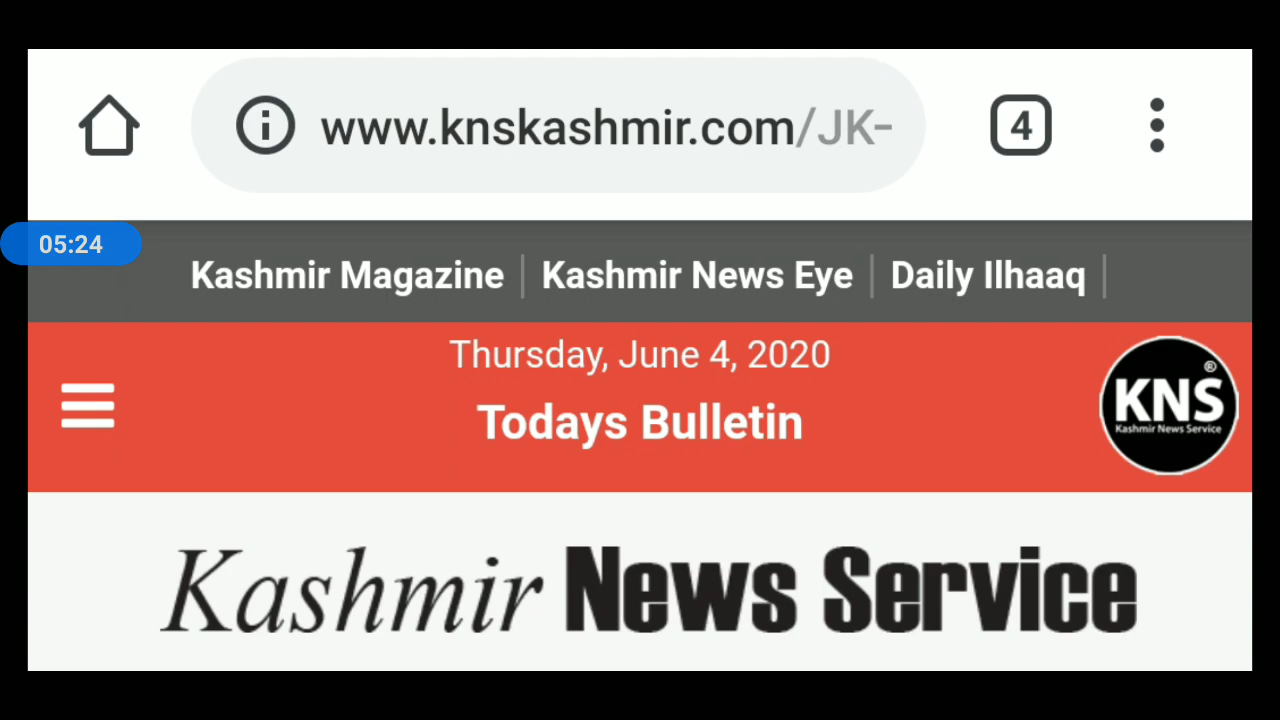 www.knskashmir.com/JK-
4
05:24
Kashmir Magazine | Kashmir News Eye | Daily Ilhaaq |
Thursday, June 4, 2020
Todays Bulletin
KNS®
Kashmir News Service
Kashmir News Service